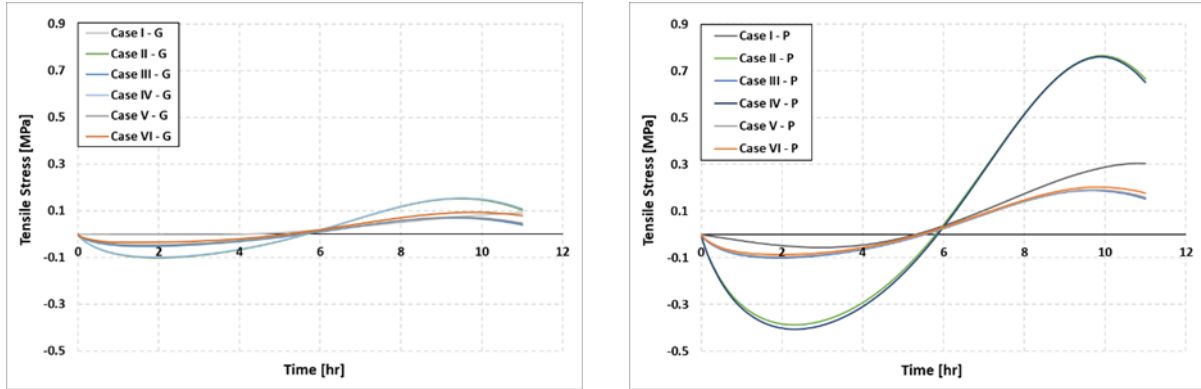 0.9
0.7
0.5
0.3
0.1
-0.1
-0.3
-0.5
Tensile Stress [MPa]
Case I - G
Case II - G
Case III - G
Case IV - G
Case V - G
Case VI - G
0 2 4 6 8 10 12
Time [hr]
0.9
0.7
0.5
0.3
0.1
-0.1
-0.3
-0.5
Tensile Stress [MPa]
Case I - P
Case II - P
Case III - P
Case IV - P
Case V - P
Case VI - P
0 2 4 6 8 10 12
Time [hr]